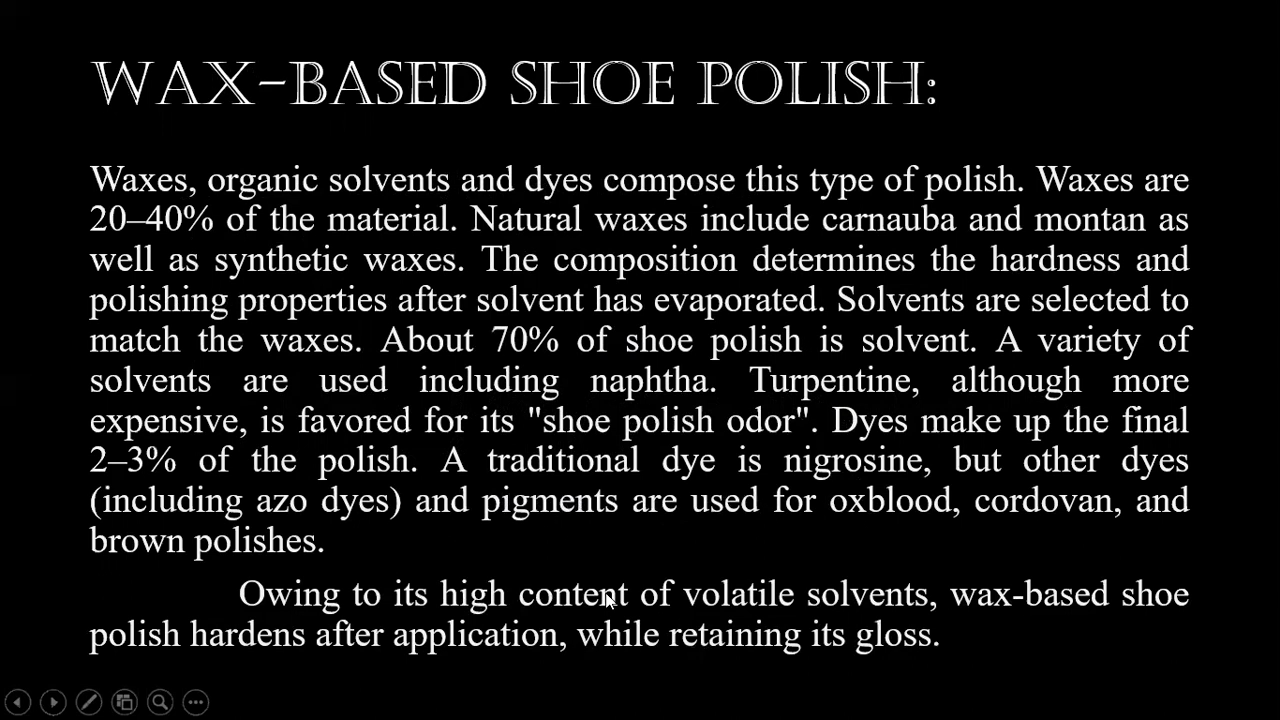 WAX-BASED SHOE POLISH:
Waxes, organic solvents and dyes compose this type of polish. Waxes are
20–40% of the material. Natural waxes include carnauba and montan as
well as synthetic waxes. The composition determines the hardness and
polishing properties after solvent has evaporated. Solvents are selected to
match the waxes. About 70% of shoe polish is solvent. A variety of
solvents are used including naphtha. Turpentine, although more
expensive, is favored for its "shoe polish odor". Dyes make up the final
2–3% of the polish. A traditional dye is nigrosine, but other dyes
(including azo dyes) and pigments are used for oxblood, cordovan, and
brown polishes.
Owing to its high content of volatile solvents, wax-based shoe
polish hardens after application, while retaining its gloss.